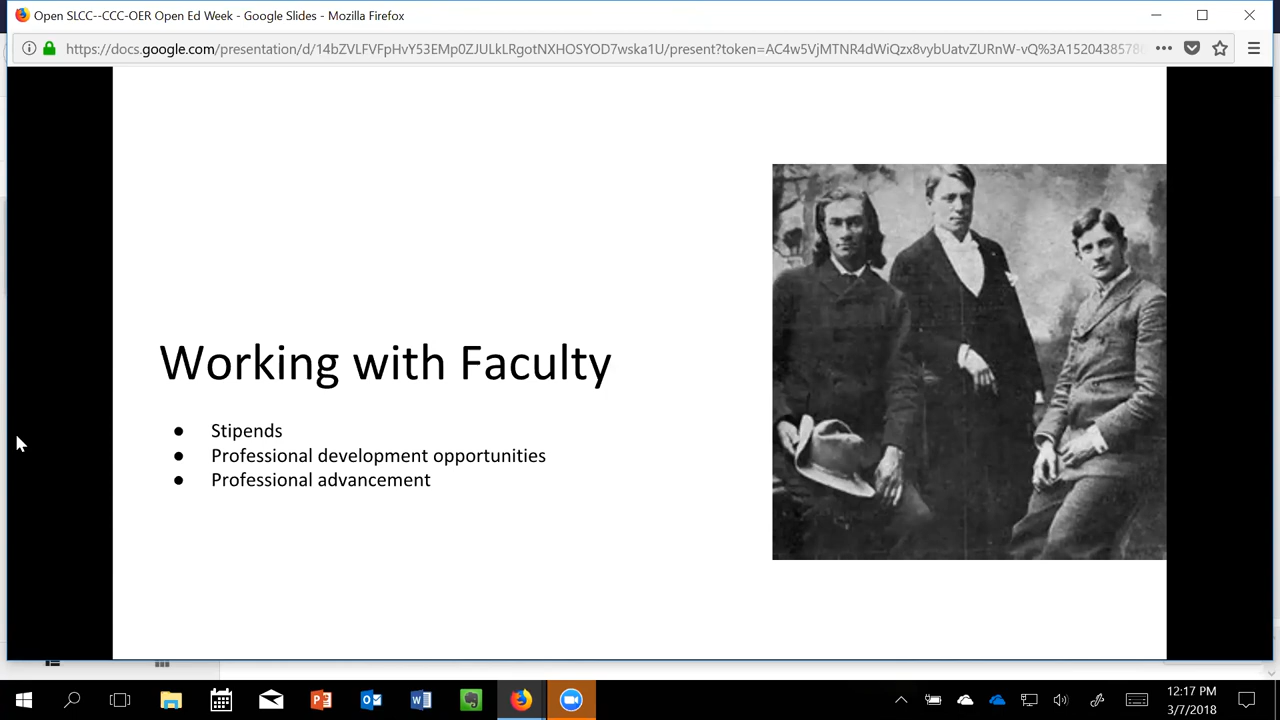 Open SLCC--CCC-OER Open Ed Week - Google Slides - Mozilla Firefox
Working with Faculty
● Stipends
● Professional development opportunities
● Professional advancement
12:17 PM
3/7/2018